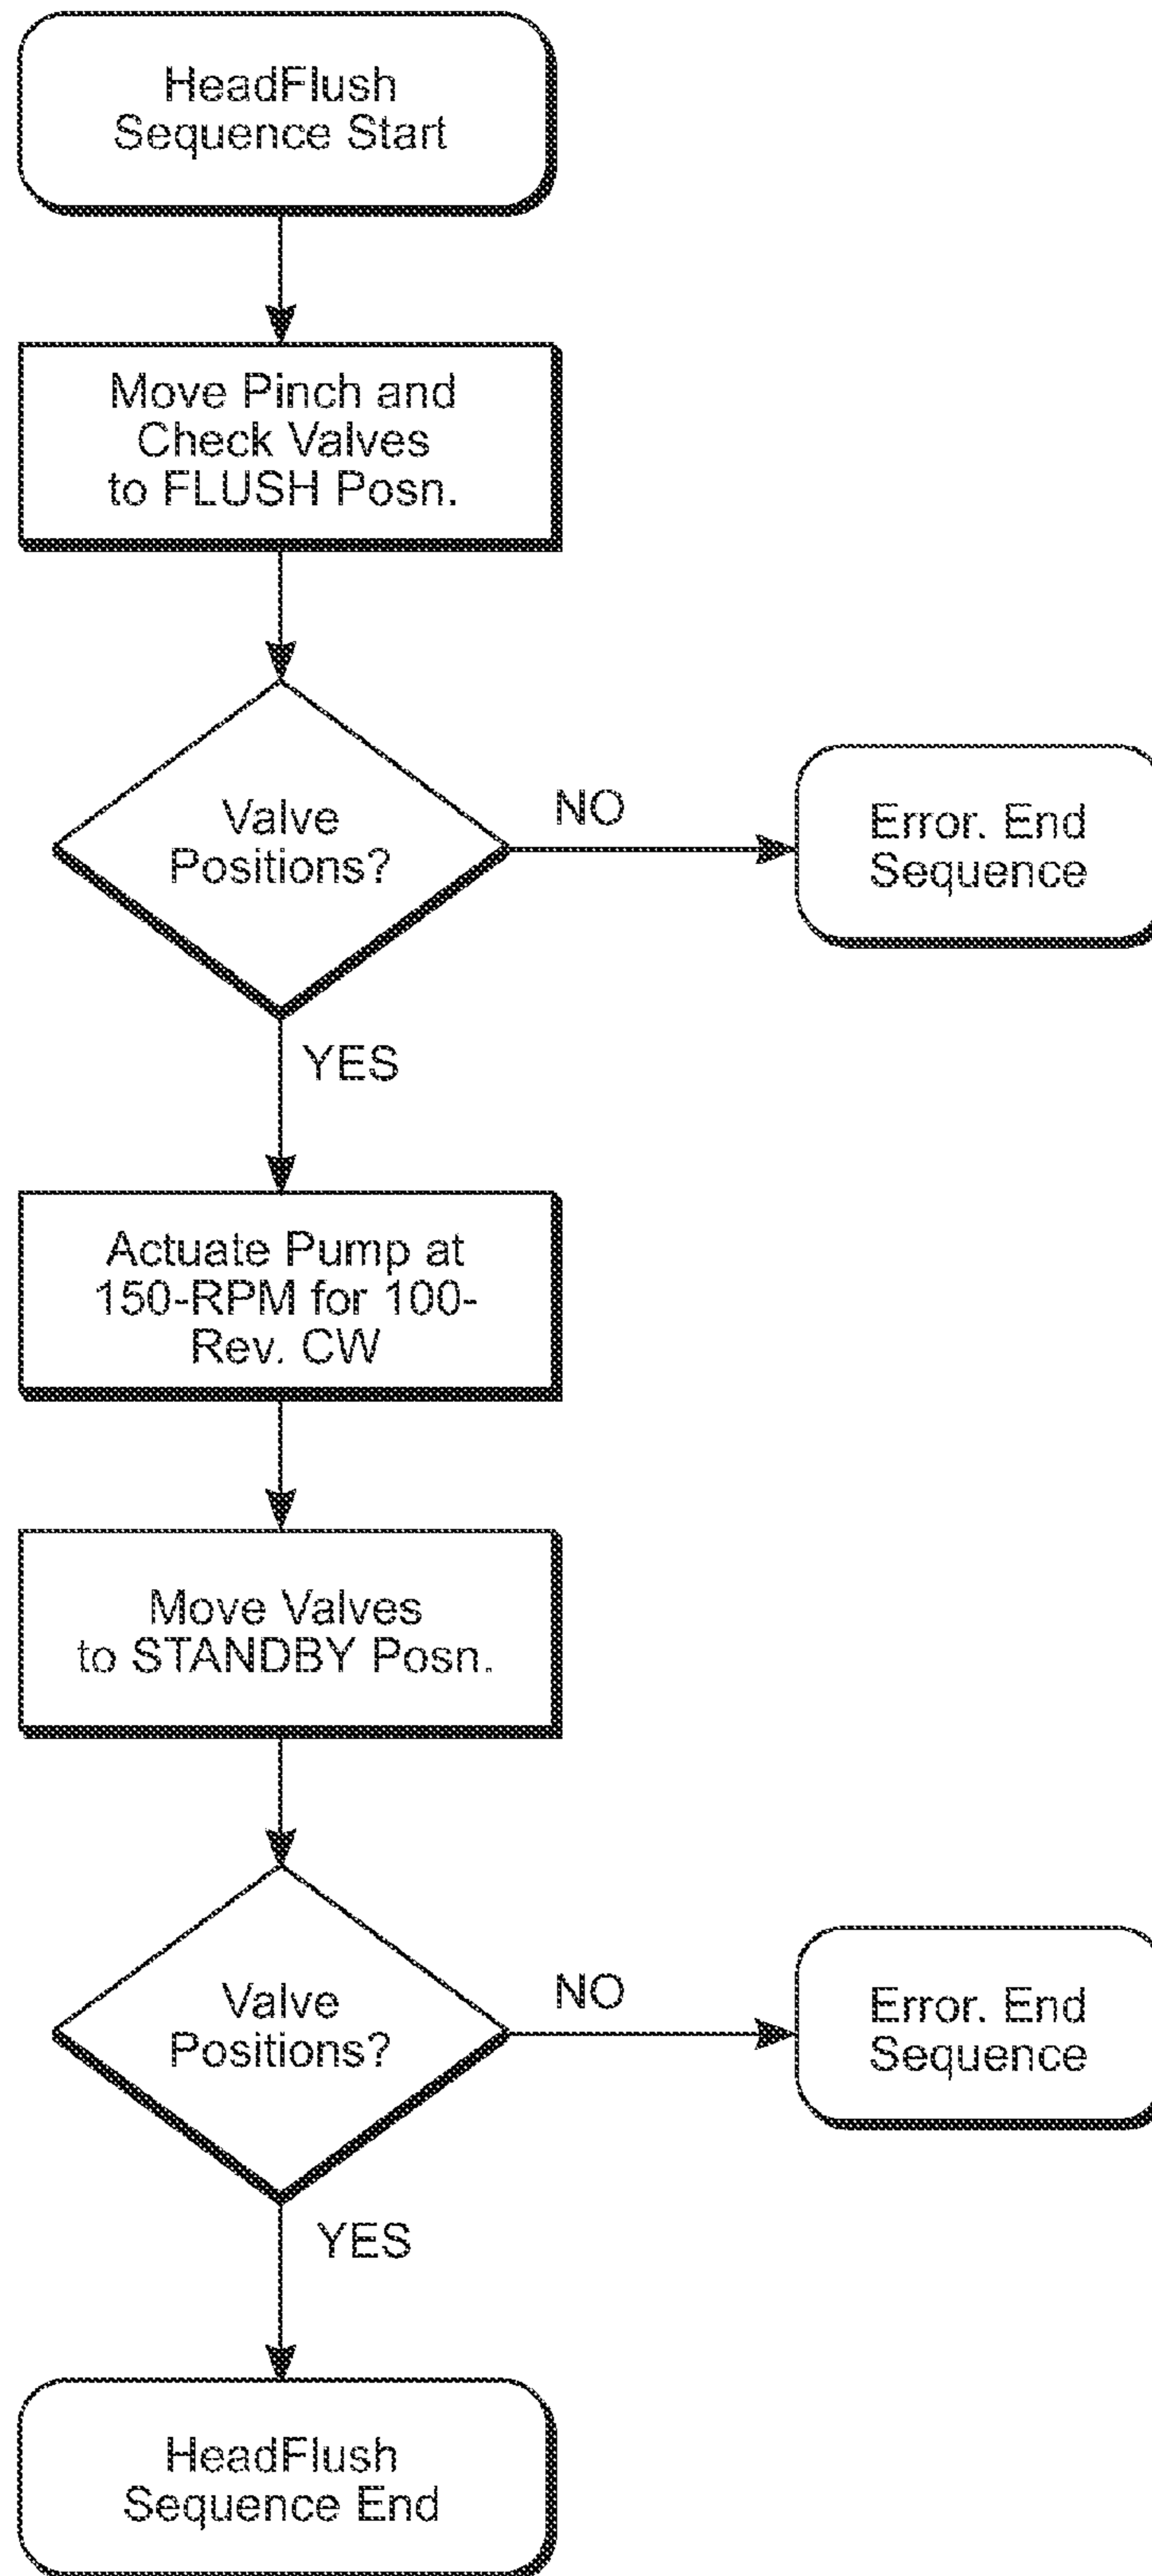 HeadFlush
Sequence Start
Move Pinch and
Check Valves
to FLUSH Posn.
Valve
Positions?
NO
Error. End
Sequence
YES
Actuate Pump at
150-RPM for 100-
Rev. CW
Move Valves
to STANDBY Posn.
Valve
Positions?
NO
Error. End
Sequence
YES
HeadFlush
Sequence End